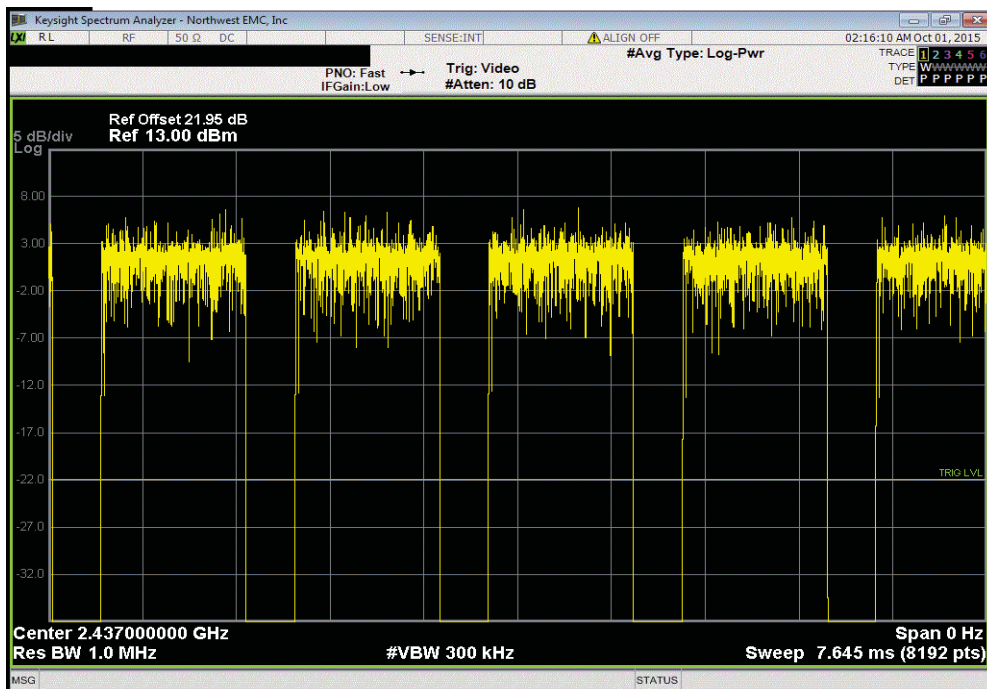 Keysight Spectrum Analyzer - Northwest EMC, Inc
LXI RL RF 50 Ω DC SENSE:INT ALIGN OFF 02:16:10 AM Oct 01, 2015
PNO: Fast Trig: Video #Avg Type: Log-Pwr TRACE 1 2 3 4 5 6
IFGain:Low #Atten: 10 dB TYPE WWWWWW
DET P P P P P P
Ref Offset 21.95 dB
5 dB/div Ref 13.00 dBm
Log
8.00
3.00
-2.00
-7.00
-12.0
-17.0
TRIG LVL
-22.0
-27.0
-32.0
Center 2.437000000 GHz Span 0 Hz
Res BW 1.0 MHz #VBW 300 kHz Sweep 7.645 ms (8192 pts)
MSG STATUS